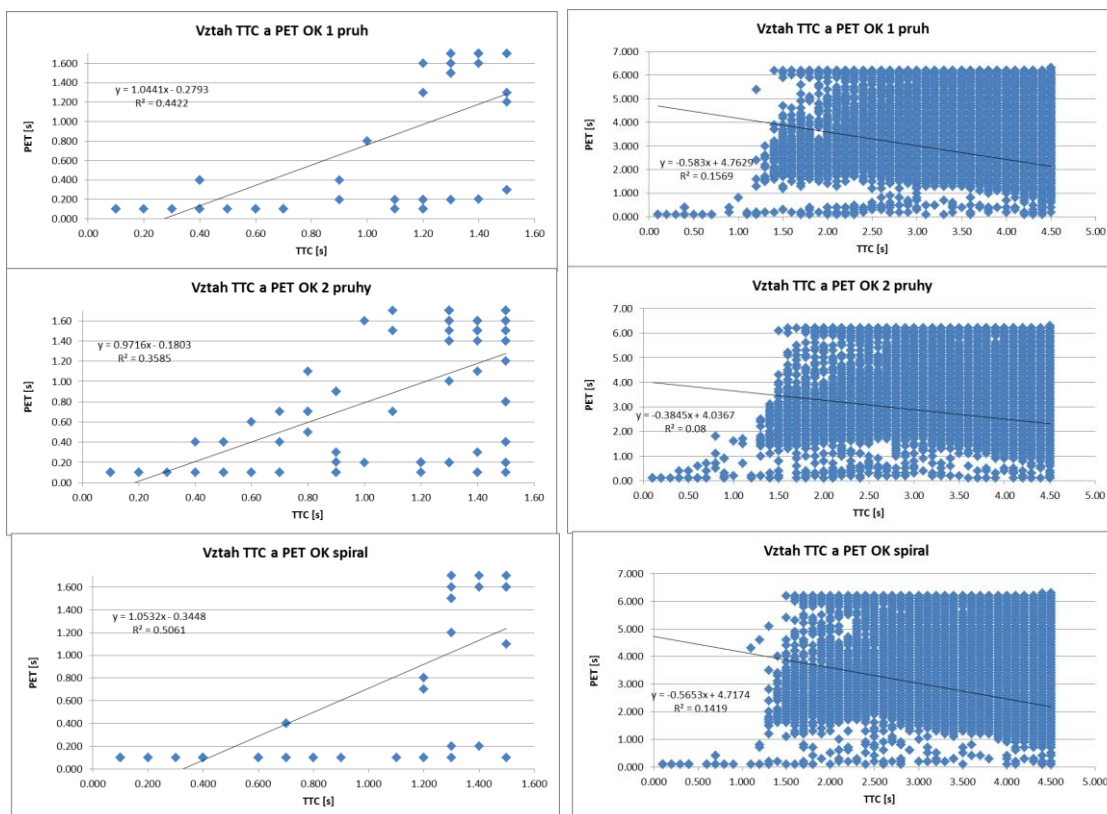 Vztah TTC a PET OK 1 pruh
PET [s]
1.600
1.400
1.200
1.000
0.800
0.600
0.400
0.200
0.000
y = 1.0441x - 0.2793
R² = 0.4422
0.00 0.20 0.40 0.60 0.80 1.00 1.20 1.40 1.60
TTC [s]
Vztah TTC a PET OK 1 pruh
PET [s]
7.000
6.000
5.000
4.000
3.000
2.000
1.000
0.000
y = -0.583x + 4.7629
R² = 0.1569
0.00 0.50 1.00 1.50 2.00 2.50 3.00 3.50 4.00 4.50 5.00
TTC [s]
Vztah TTC a PET OK 2 pruhy
PET [s]
1.60
1.40
1.20
1.00
0.80
0.60
0.40
0.20
0.00
y = 0.9716x - 0.1803
R² = 0.3585
0.00 0.20 0.40 0.60 0.80 1.00 1.20 1.40 1.60
TTC [s]
Vztah TTC a PET OK 2 pruhy
PET [s]
7.00
6.00
5.00
4.00
3.00
2.00
1.00
0.00
y = -0.3845x + 4.0367
R² = 0.08
0.00 0.50 1.00 1.50 2.00 2.50 3.00 3.50 4.00 4.50 5.00
TTC [s]
Vztah TTC a PET OK spiral
PET [s]
1.600
1.400
1.200
1.000
0.800
0.600
0.400
0.200
0.000
y = 1.0532x - 0.3448
R² = 0.5061
0.000 0.200 0.400 0.600 0.800 1.000 1.200 1.400 1.600
TTC [s]
Vztah TTC a PET OK spiral
PET [s]
7.000
6.000
5.000
4.000
3.000
2.000
1.000
0.000
y = -0.5653x + 4.7174
R² = 0.1419
0.000 0.500 1.000 1.500 2.000 2.500 3.000 3.500 4.000 4.500 5.000
TTC [s]